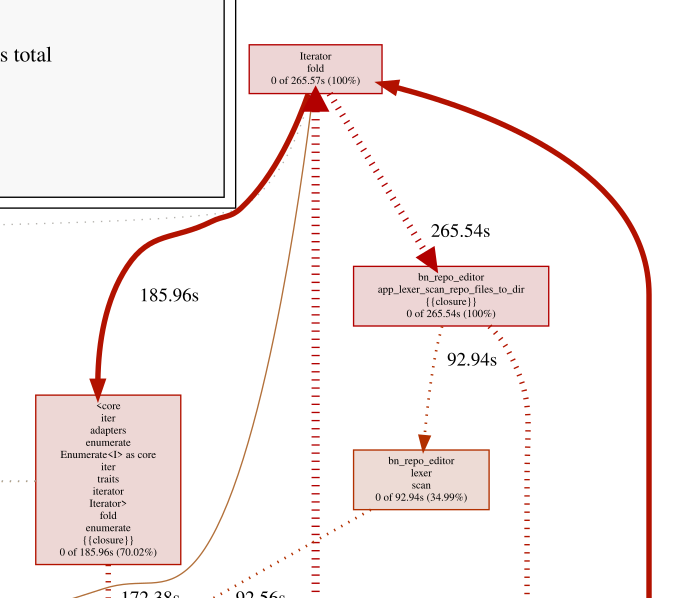 s total
Iterator
fold
0 of 265.57s (100%)
265.54s
bn_repo_editor
app_lexer_scan_repo_files_to_dir
{{closure}}
0 of 265.54s (100%)
185.96s
92.94s
<core
iter
adapters
enumerate
Enumerate<I> as core
iter
traits
iterator
Iterator>
fold
enumerate
{{closure}}
0 of 185.96s (70.02%)
bn_repo_editor
lexer
scan
0 of 92.94s (34.99%)
172.38s
92.56s